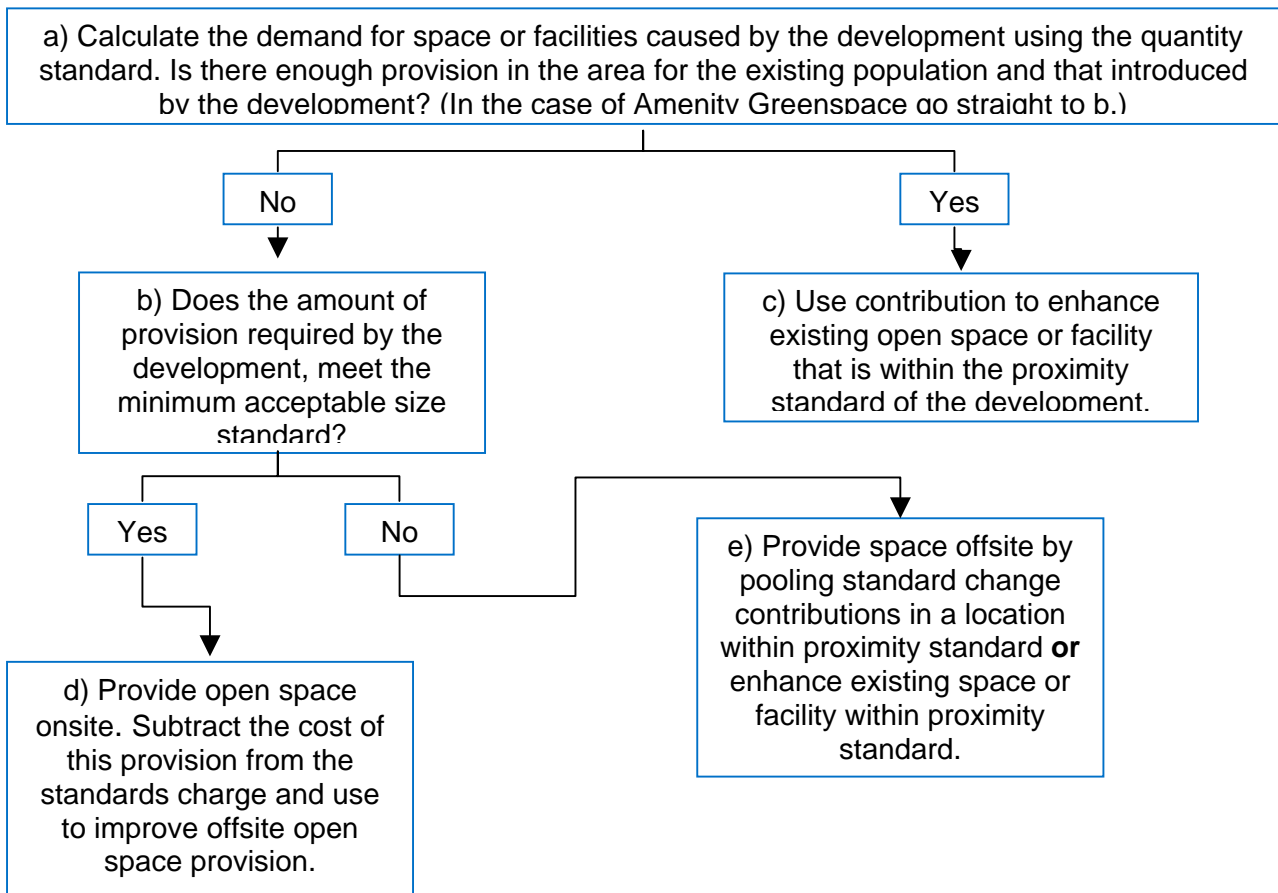 a) Calculate the demand for space or facilities caused by the development using the quantity
standard. Is there enough provision in the area for the existing population and that introduced
by the development? (In the case of Amenity Greenspace go straight to b.)
No
Yes
b) Does the amount of
provision required by the
development, meet the
minimum acceptable size
standard?
c) Use contribution to enhance
existing open space or facility
that is within the proximity
standard of the development.
Yes
No
e) Provide space offsite by
pooling standard change
contributions in a location
within proximity standard or
enhance existing space or
facility within proximity
standard.
d) Provide open space
onsite. Subtract the cost of
this provision from the
standards charge and use
to improve offsite open
space provision.